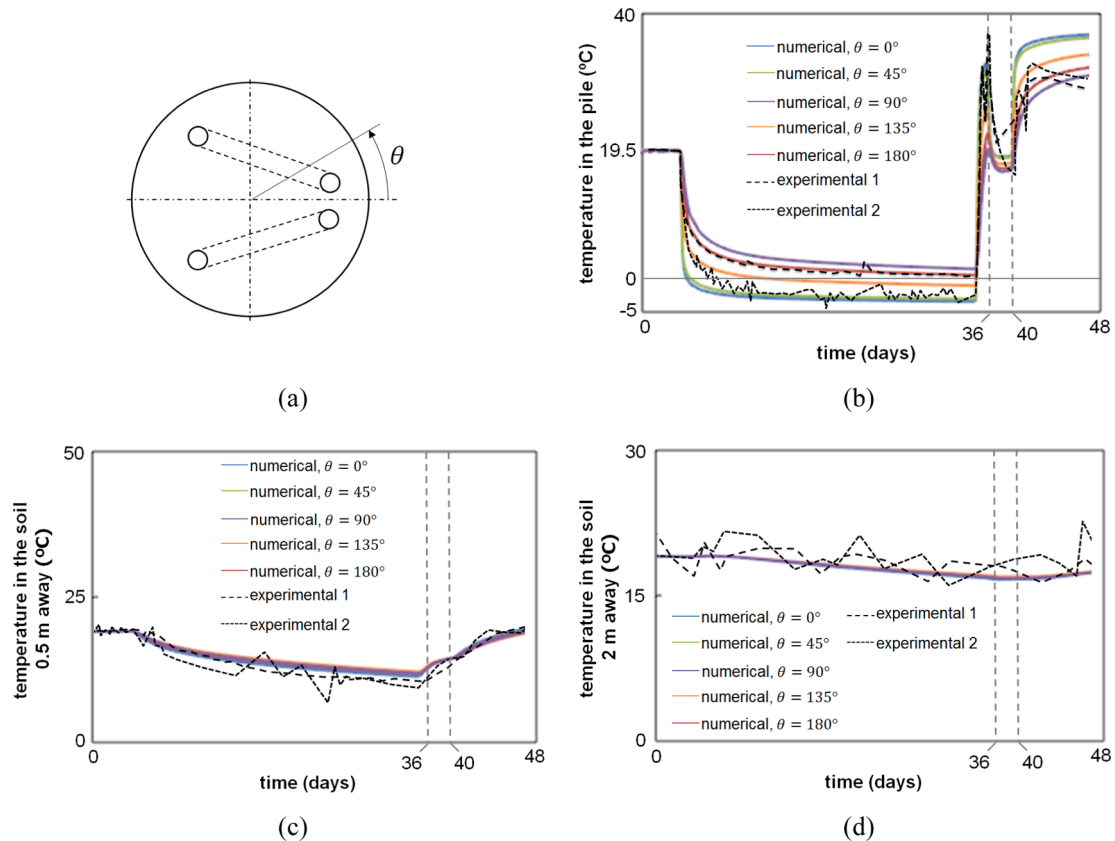 θ
(a)
temperature in the pile (ºC)
40
19.5
0
-5
numerical, θ = 0°
numerical, θ = 45°
numerical, θ = 90°
numerical, θ = 135°
numerical, θ = 180°
experimental 1
experimental 2
0
36
40
48
time (days)
(b)
temperature in the soil
0.5 m away (ºC)
50
25
0
numerical, θ = 0°
numerical, θ = 45°
numerical, θ = 90°
numerical, θ = 135°
numerical, θ = 180°
experimental 1
experimental 2
0
36
40
48
time (days)
(c)
temperature in the soil
2 m away (ºC)
30
15
0
numerical, θ = 0°
numerical, θ = 45°
numerical, θ = 90°
numerical, θ = 135°
numerical, θ = 180°
experimental 1
experimental 2
0
36
40
48
time (days)
(d)